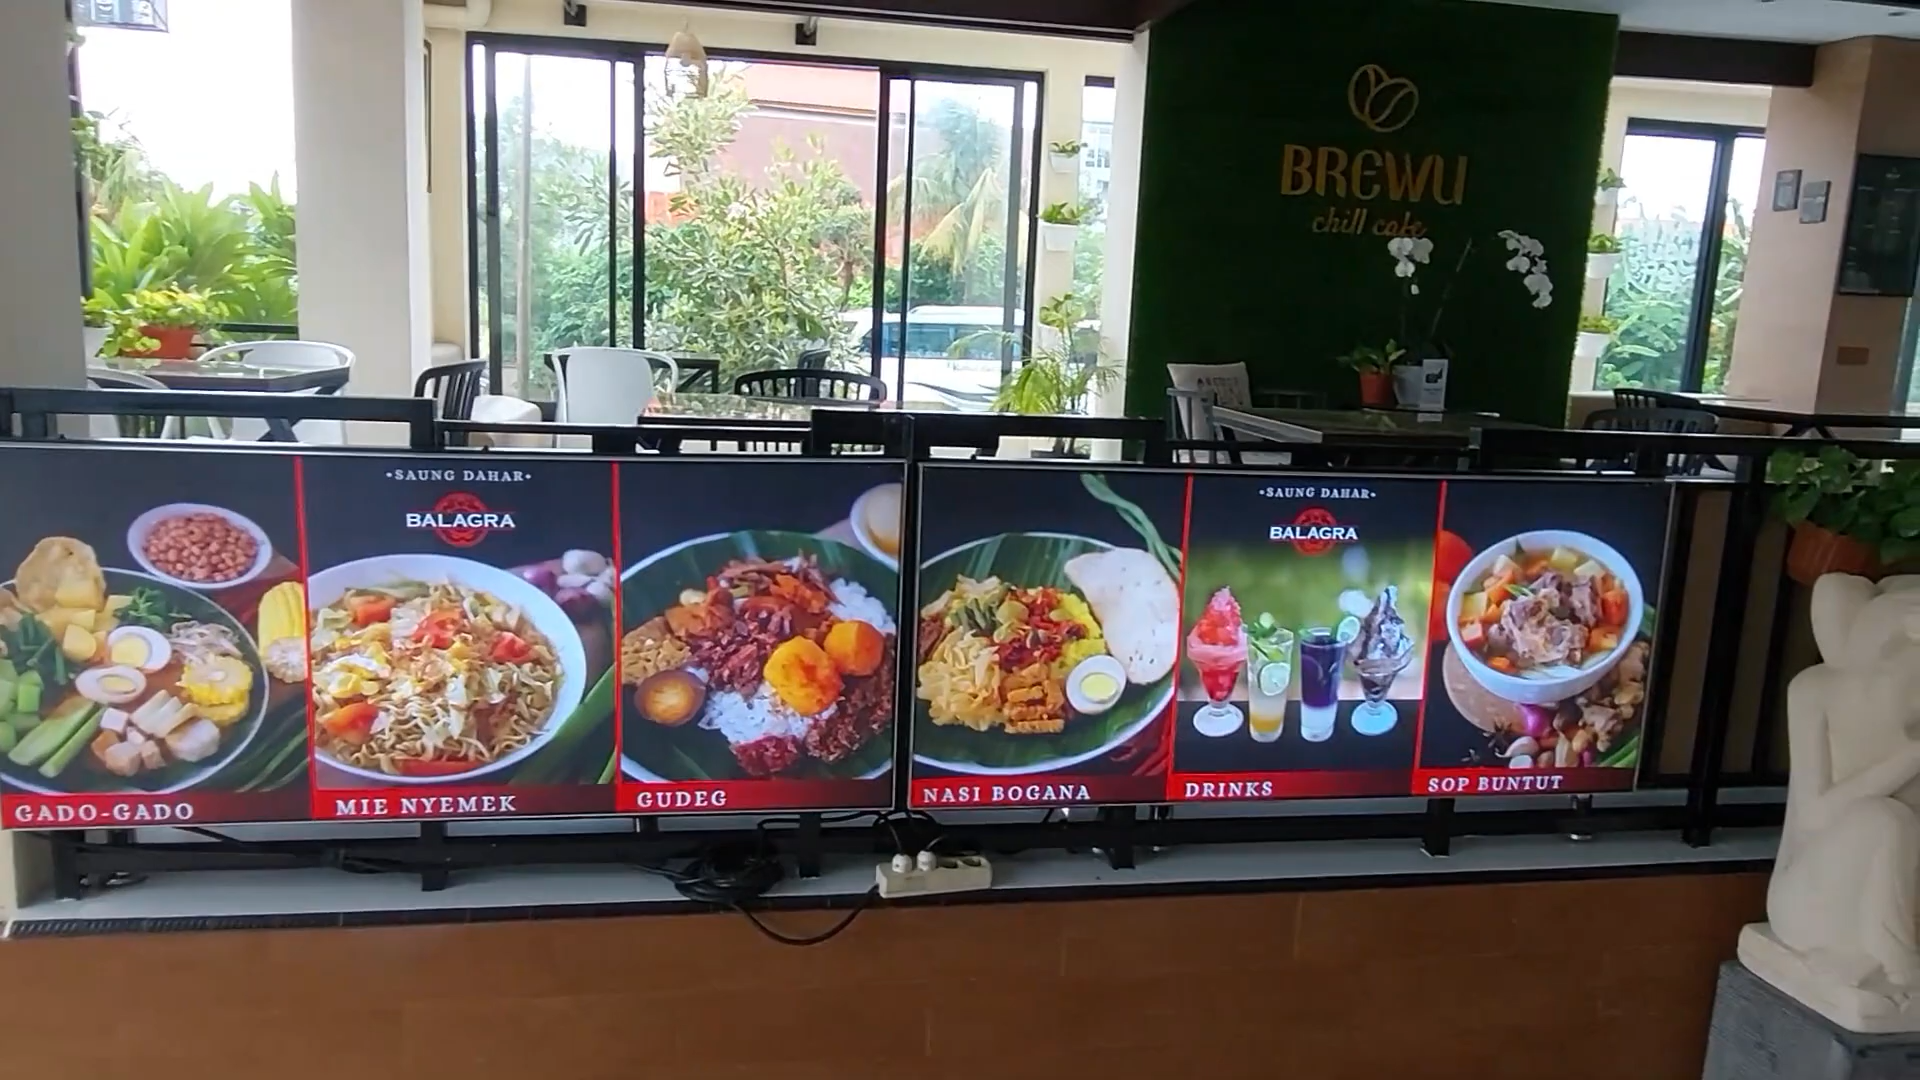 BREWU
chill cafe
•SAUNG DAHAR•
BALAGRA
•SAUNG DAHAR•
BALAGRA
GADO-GADO
MIE NYEMEK
GUDEG
NASI BOGANA
DRINKS
SOP BUNTUT